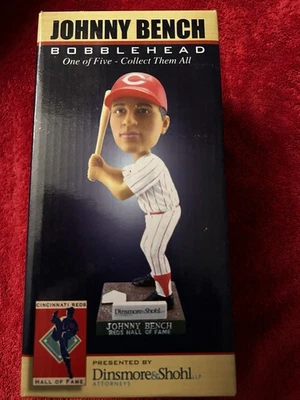 JOHNNY BENCH
BOBBLEHEAD
One of Five - Collect Them All
C
Dinsmore&Shohl
JOHNNY BENCH
REDS HALL OF FAME
CINCINNATI REDS
HALL OF FAME
PRESENTED BY
Dinsmore&Shohl LLP
ATTORNEYS